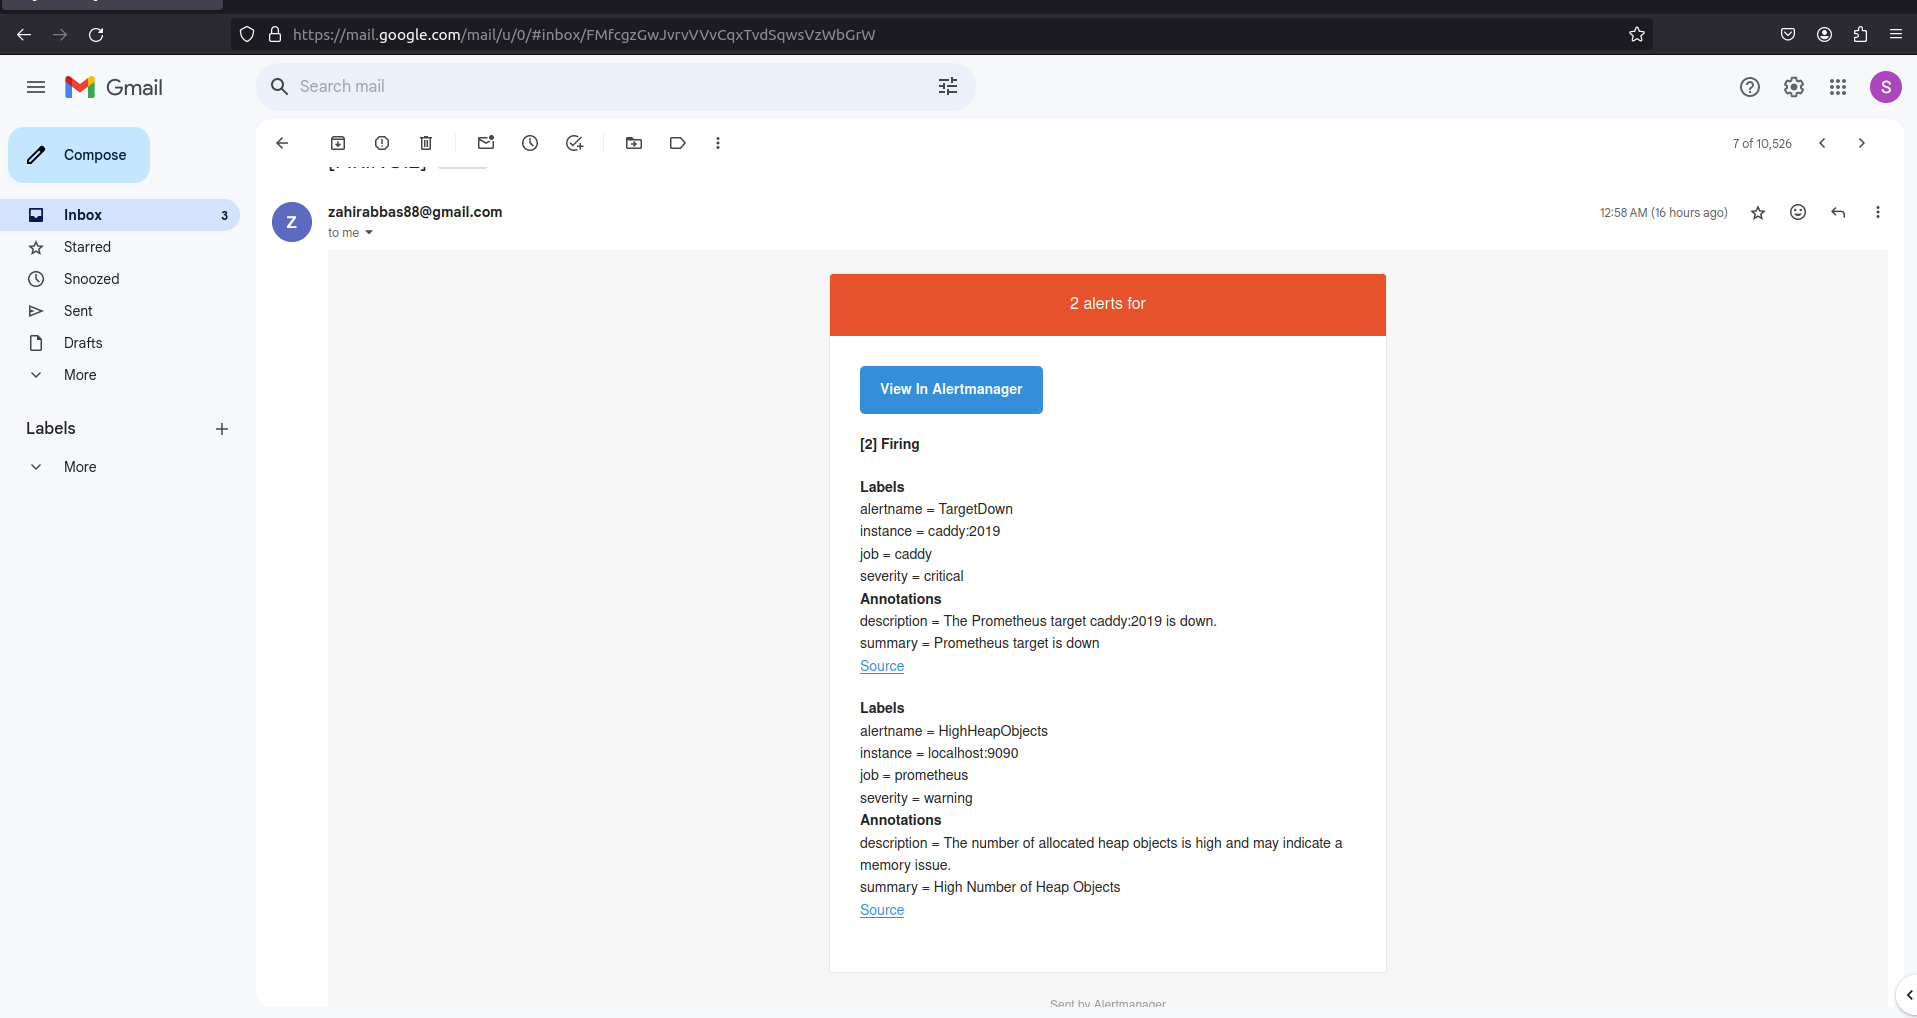 https://mail.google.com/mail/u/0/#inbox/FMfcgzGwJvrvVVvCqxTvdSqwsVzWbGrW
Gmail
Search mail
S
Compose
7 of 10,526
Inbox 3
Starred
Snoozed
Sent
Drafts
More
Labels
More
Z
zahirabbas88@gmail.com
to me
12:58 AM (16 hours ago)
2 alerts for
View In Alertmanager
[2] Firing
Labels
alertname = TargetDown
instance = caddy:2019
job = caddy
severity = critical
Annotations
description = The Prometheus target caddy:2019 is down.
summary = Prometheus target is down
Source
Labels
alertname = HighHeapObjects
instance = localhost:9090
job = prometheus
severity = warning
Annotations
description = The number of allocated heap objects is high and may indicate a
memory issue.
summary = High Number of Heap Objects
Source
Sent by Alertmanager